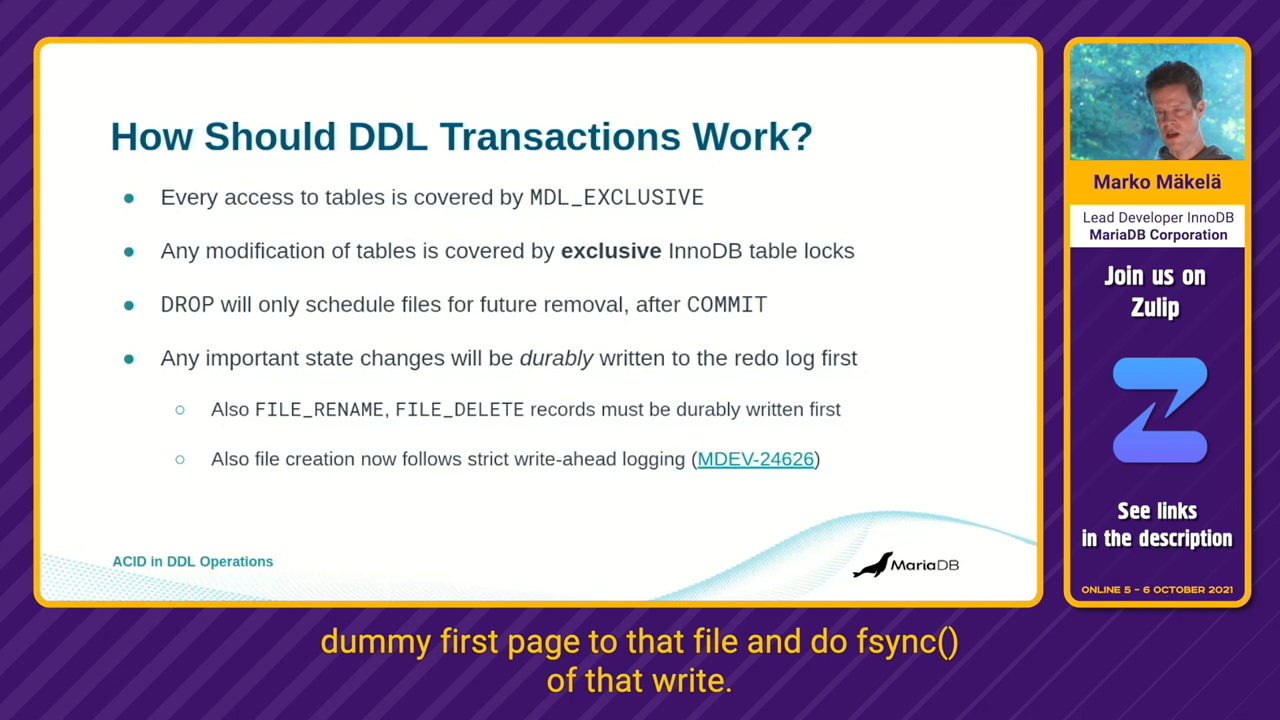 How Should DDL Transactions Work?
● Every access to tables is covered by MDL_EXCLUSIVE
● Any modification of tables is covered by exclusive InnoDB table locks
● DROP will only schedule files for future removal, after COMMIT
● Any important state changes will be durably written to the redo log first
○ Also FILE_RENAME, FILE_DELETE records must be durably written first
○ Also file creation now follows strict write-ahead logging (MDEV-24626)
ACID in DDL Operations
MariaDB
Marko Mäkelä
Lead Developer InnoDB
MariaDB Corporation
Join us on
Zulip
See links
in the description
ONLINE 5 - 6 OCTOBER 2021
dummy first page to that file and do fsync()
of that write.